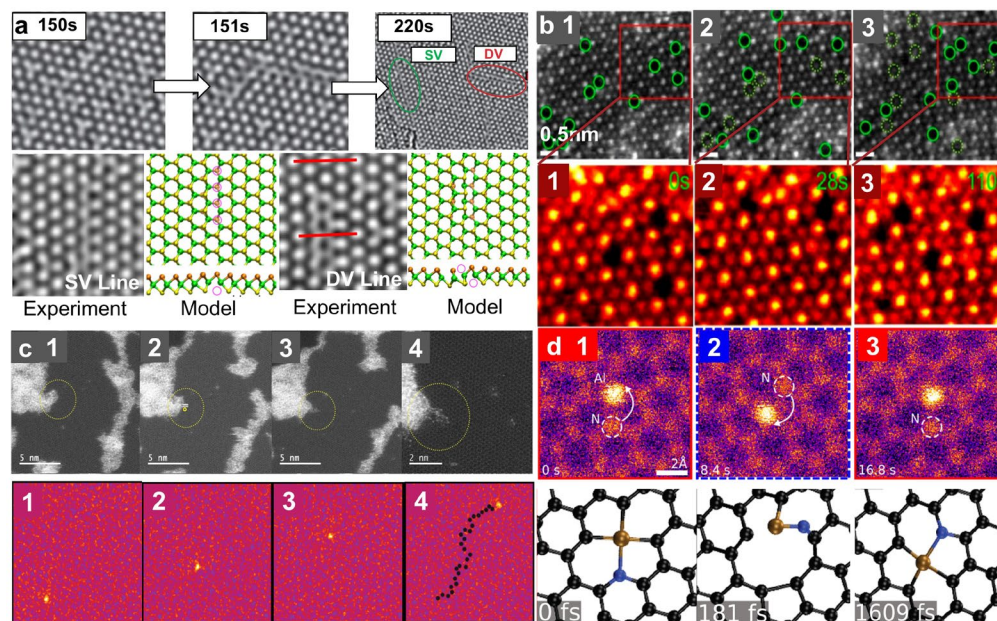 a 150s 151s 220s
SV DV
SV Line DV Line
Experiment Model Experiment Model
b 1 2 3
0.5nm
1 0s 2 28s 3 110
c 1 2 3 4
5 nm 5 nm 5 nm 2 nm
1 2 3 4
d 1 2 3
Al N N N
0 s 2Å 8.4 s 16.8 s
0 fs 181 fs 1609 fs